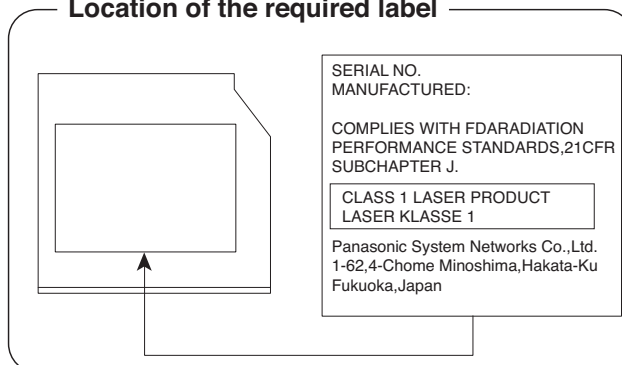 Location of the required label
SERIAL NO.
MANUFACTURED:
COMPLIES WITH FDARADIATION
PERFORMANCE STANDARDS,21CFR
SUBCHAPTER J.
CLASS 1 LASER PRODUCT
LASER KLASSE 1
Panasonic System Networks Co.,Ltd.
1-62,4-Chome Minoshima,Hakata-Ku
Fukuoka,Japan